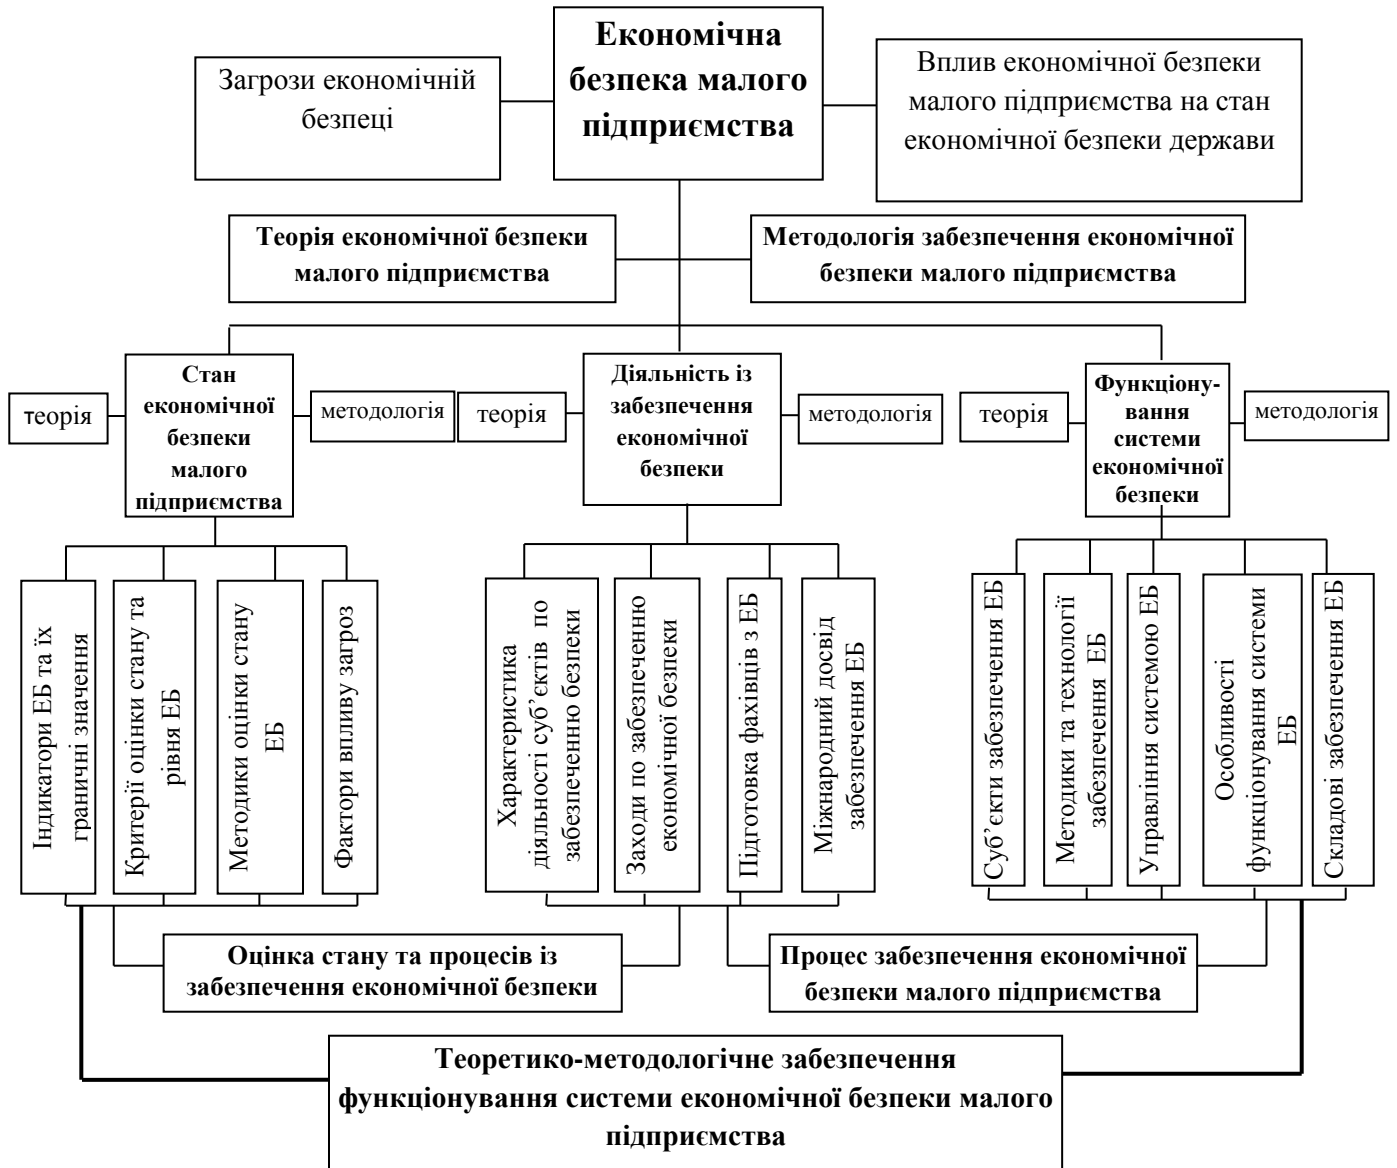 Економічна
безпека малого
підприємства
Загрози економічній
безпеці
Вплив економічної безпеки
малого підприємства на стан
економічної безпеки держави
Теорія економічної безпеки
малого підприємства
Методологія забезпечення економічної
безпеки малого підприємства
теорія
Стан
економічної
безпеки
малого
підприємства
методологія
теорія
Діяльність із
забезпечення
економічної
безпеки
методологія
теорія
Функціону-
вання
системи
економічної
безпеки
методологія
Індикатори ЕБ та їх
граничні значення
Критерії оцінки стану та
рівня ЕБ
Методики оцінки стану
ЕБ
Фактори впливу загроз
Характеристика
діяльності суб’єктів по
забезпеченню безпеки
Заходи по забезпеченню
економічної безпеки
Підготовка фахівців з ЕБ
Міжнародний досвід
забезпечення ЕБ
Суб’єкти забезпечення ЕБ
Методики та технології
забезпечення ЕБ
Управління системою ЕБ
Особливості
функціонування системи
ЕБ
Складові забезпечення ЕБ
Оцінка стану та процесів із
забезпечення економічної безпеки
Процес забезпечення економічної
безпеки малого підприємства
Теоретико-методологічне забезпечення
функціонування системи економічної безпеки малого
підприємства